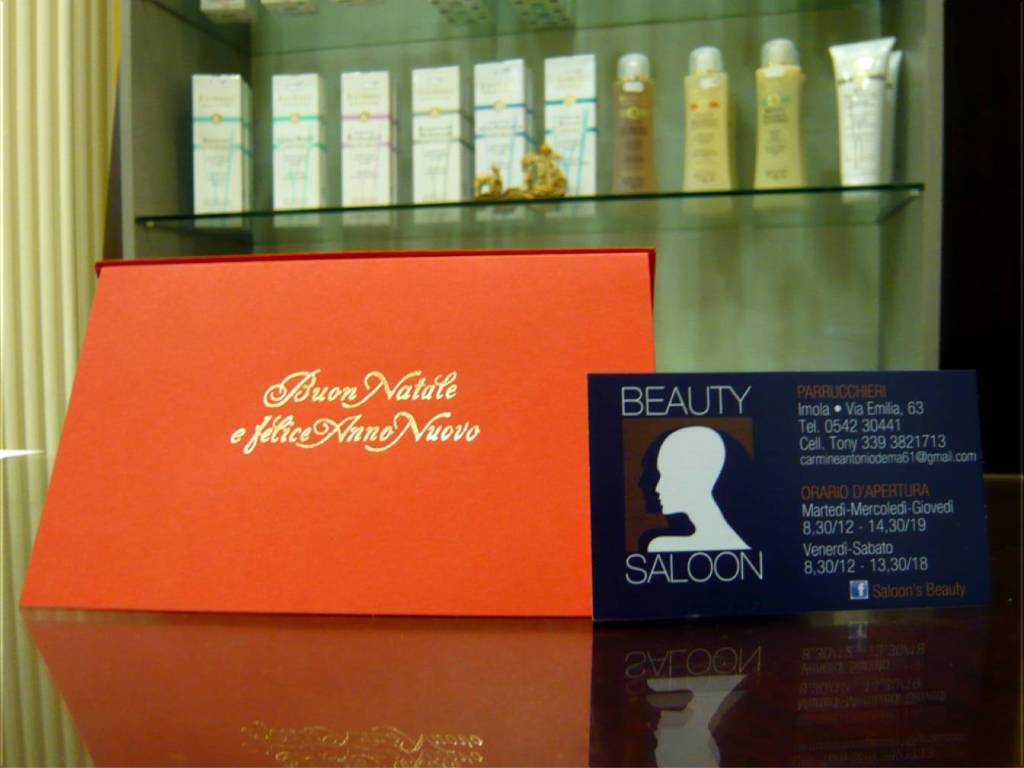 Buon Natale
e felice Anno Nuovo
BEAUTY
SALOON
PARRUCCHIERI
Imola • Via Emilia, 63
Tel. 0542 30441
Cell. Tony 339 3821713
carmineantoniodema61@gmail.com
ORARIO D'APERTURA
Martedì-Mercoledì-Giovedì
8,30/12 - 14,30/19
Venerdì-Sabato
8,30/12 - 13,30/18
f Saloon's Beauty